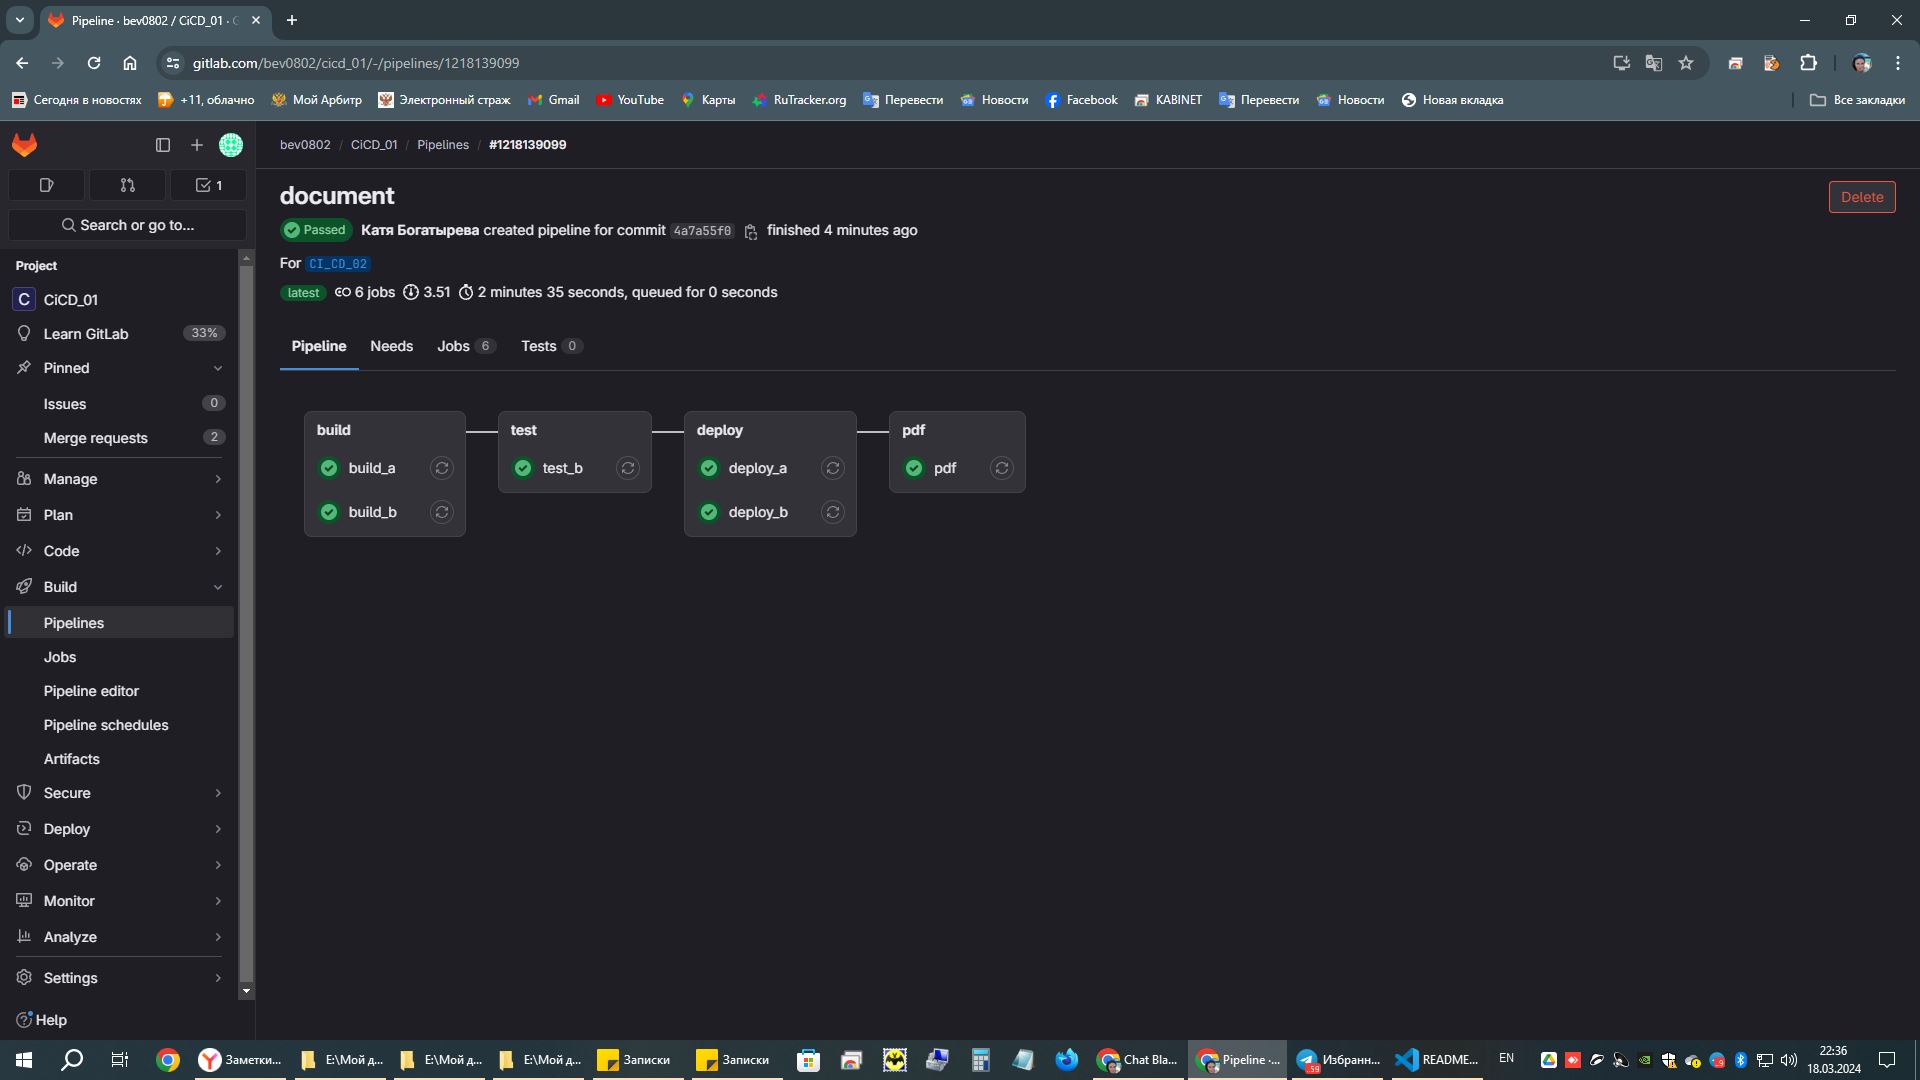 Pipeline · bev0802 / CiCD_01 · G
gitlab.com/bev0802/cicd_01/-/pipelines/1218139099
Сегодня в новостях
+11, облачно
Мой Арбитр
Электронный страж
Gmail
YouTube
Карты
RuTracker.org
Перевести
Новости
Facebook
KABINET
Перевести
Новости
Новая вкладка
Все закладки
bev0802 / CiCD_01 / Pipelines / #1218139099
1
Search or go to...
document
Delete
Passed Катя Богатырева created pipeline for commit 4a7a55f0 finished 4 minutes ago
For CI_CD_02
latest 6 jobs 3.51 2 minutes 35 seconds, queued for 0 seconds
Pipeline Needs Jobs 6 Tests 0
build
build_a
build_b
test
test_b
deploy
deploy_a
deploy_b
pdf
pdf
Project
C CiCD_01
Learn GitLab 33%
Pinned
Issues 0
Merge requests 2
Manage
Plan
Code
Build
Pipelines
Jobs
Pipeline editor
Pipeline schedules
Artifacts
Secure
Deploy
Operate
Monitor
Analyze
Settings
Help
Заметки...
E:\Мой д...
E:\Мой д...
E:\Мой д...
Записки
Записки
Chat Bla...
Pipeline ·...
Избранн...
59
README...
EN
22:36
18.03.2024